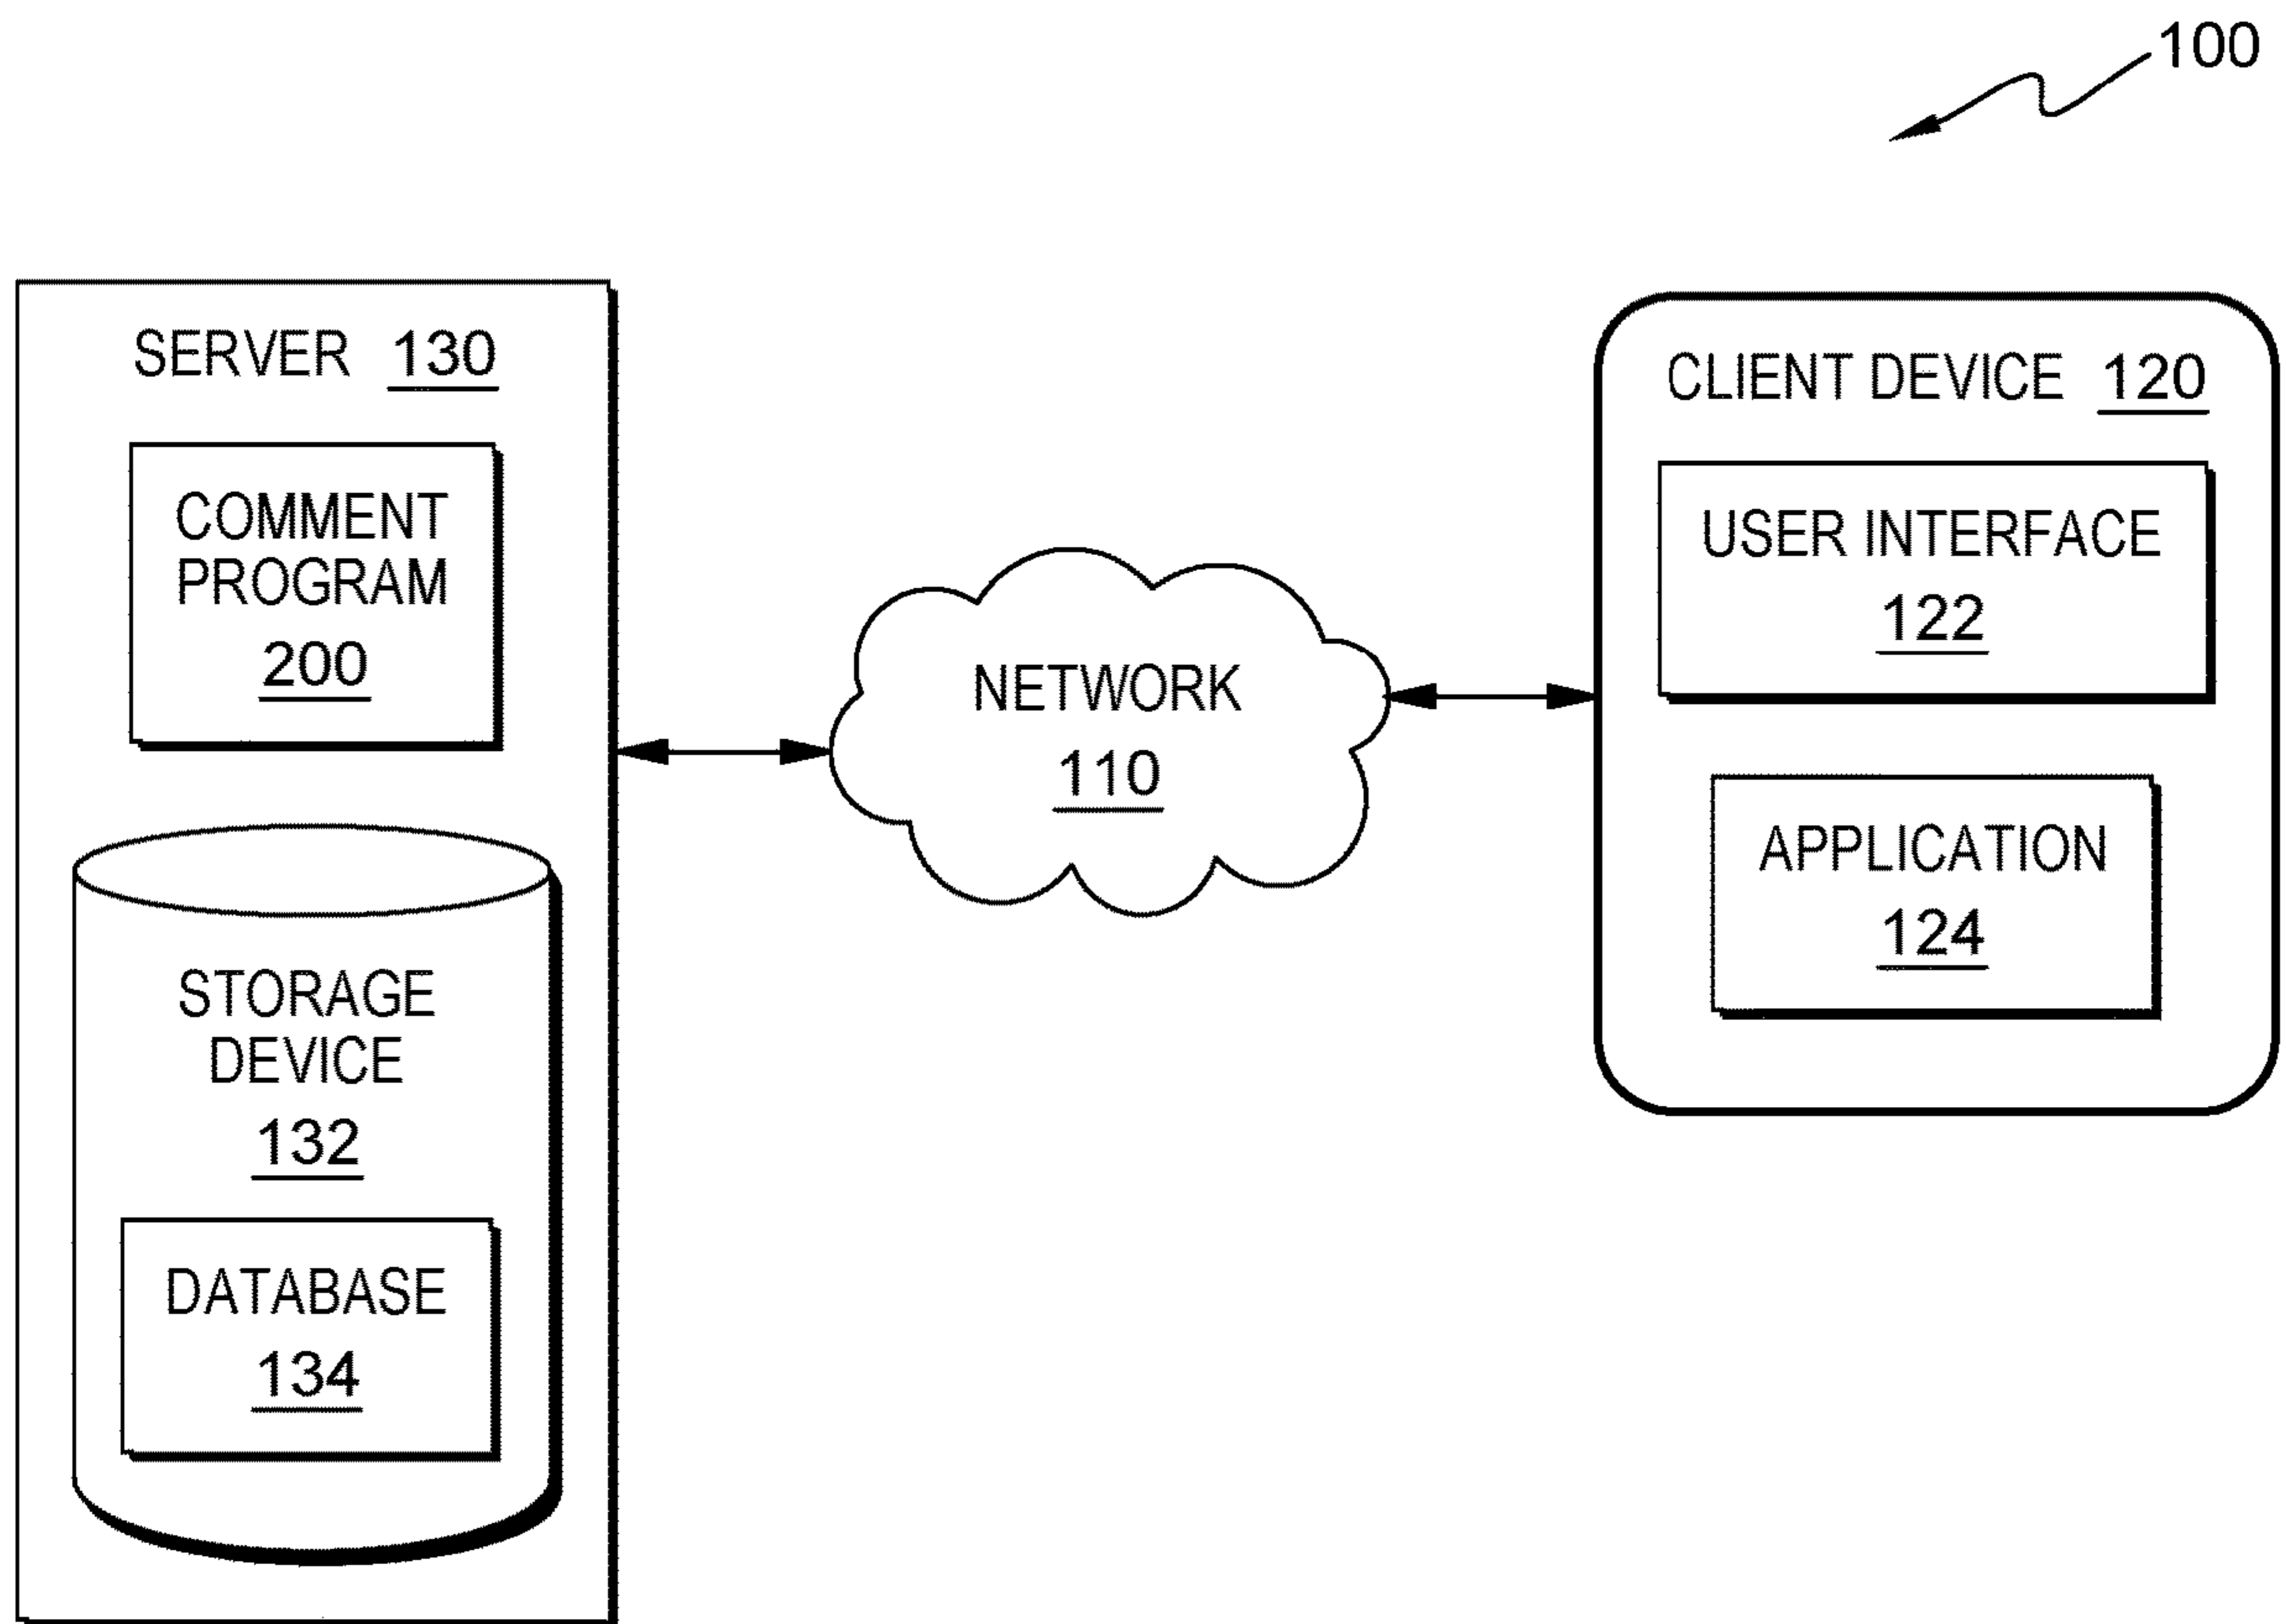 100
SERVER 130
COMMENT
PROGRAM
200
STORAGE
DEVICE
132
DATABASE
134
NETWORK
110
CLIENT DEVICE 120
USER INTERFACE
122
APPLICATION
124